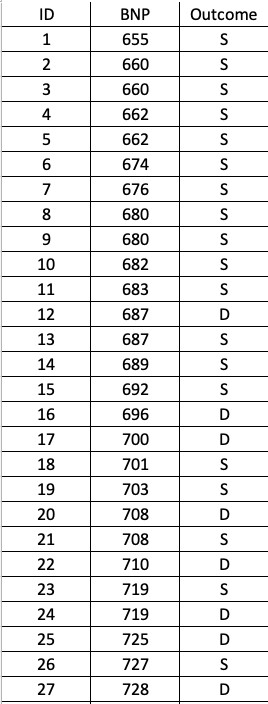 ID BNP Outcome
1 655 S
2 660 S
3 660 S
4 662 S
5 662 S
6 674 S
7 676 S
8 680 S
9 680 S
10 682 S
11 683 S
12 687 D
13 687 S
14 689 S
15 692 S
16 696 D
17 700 D
18 701 S
19 703 S
20 708 D
21 708 S
22 710 D
23 719 S
24 719 D
25 725 D
26 727 S
27 728 D